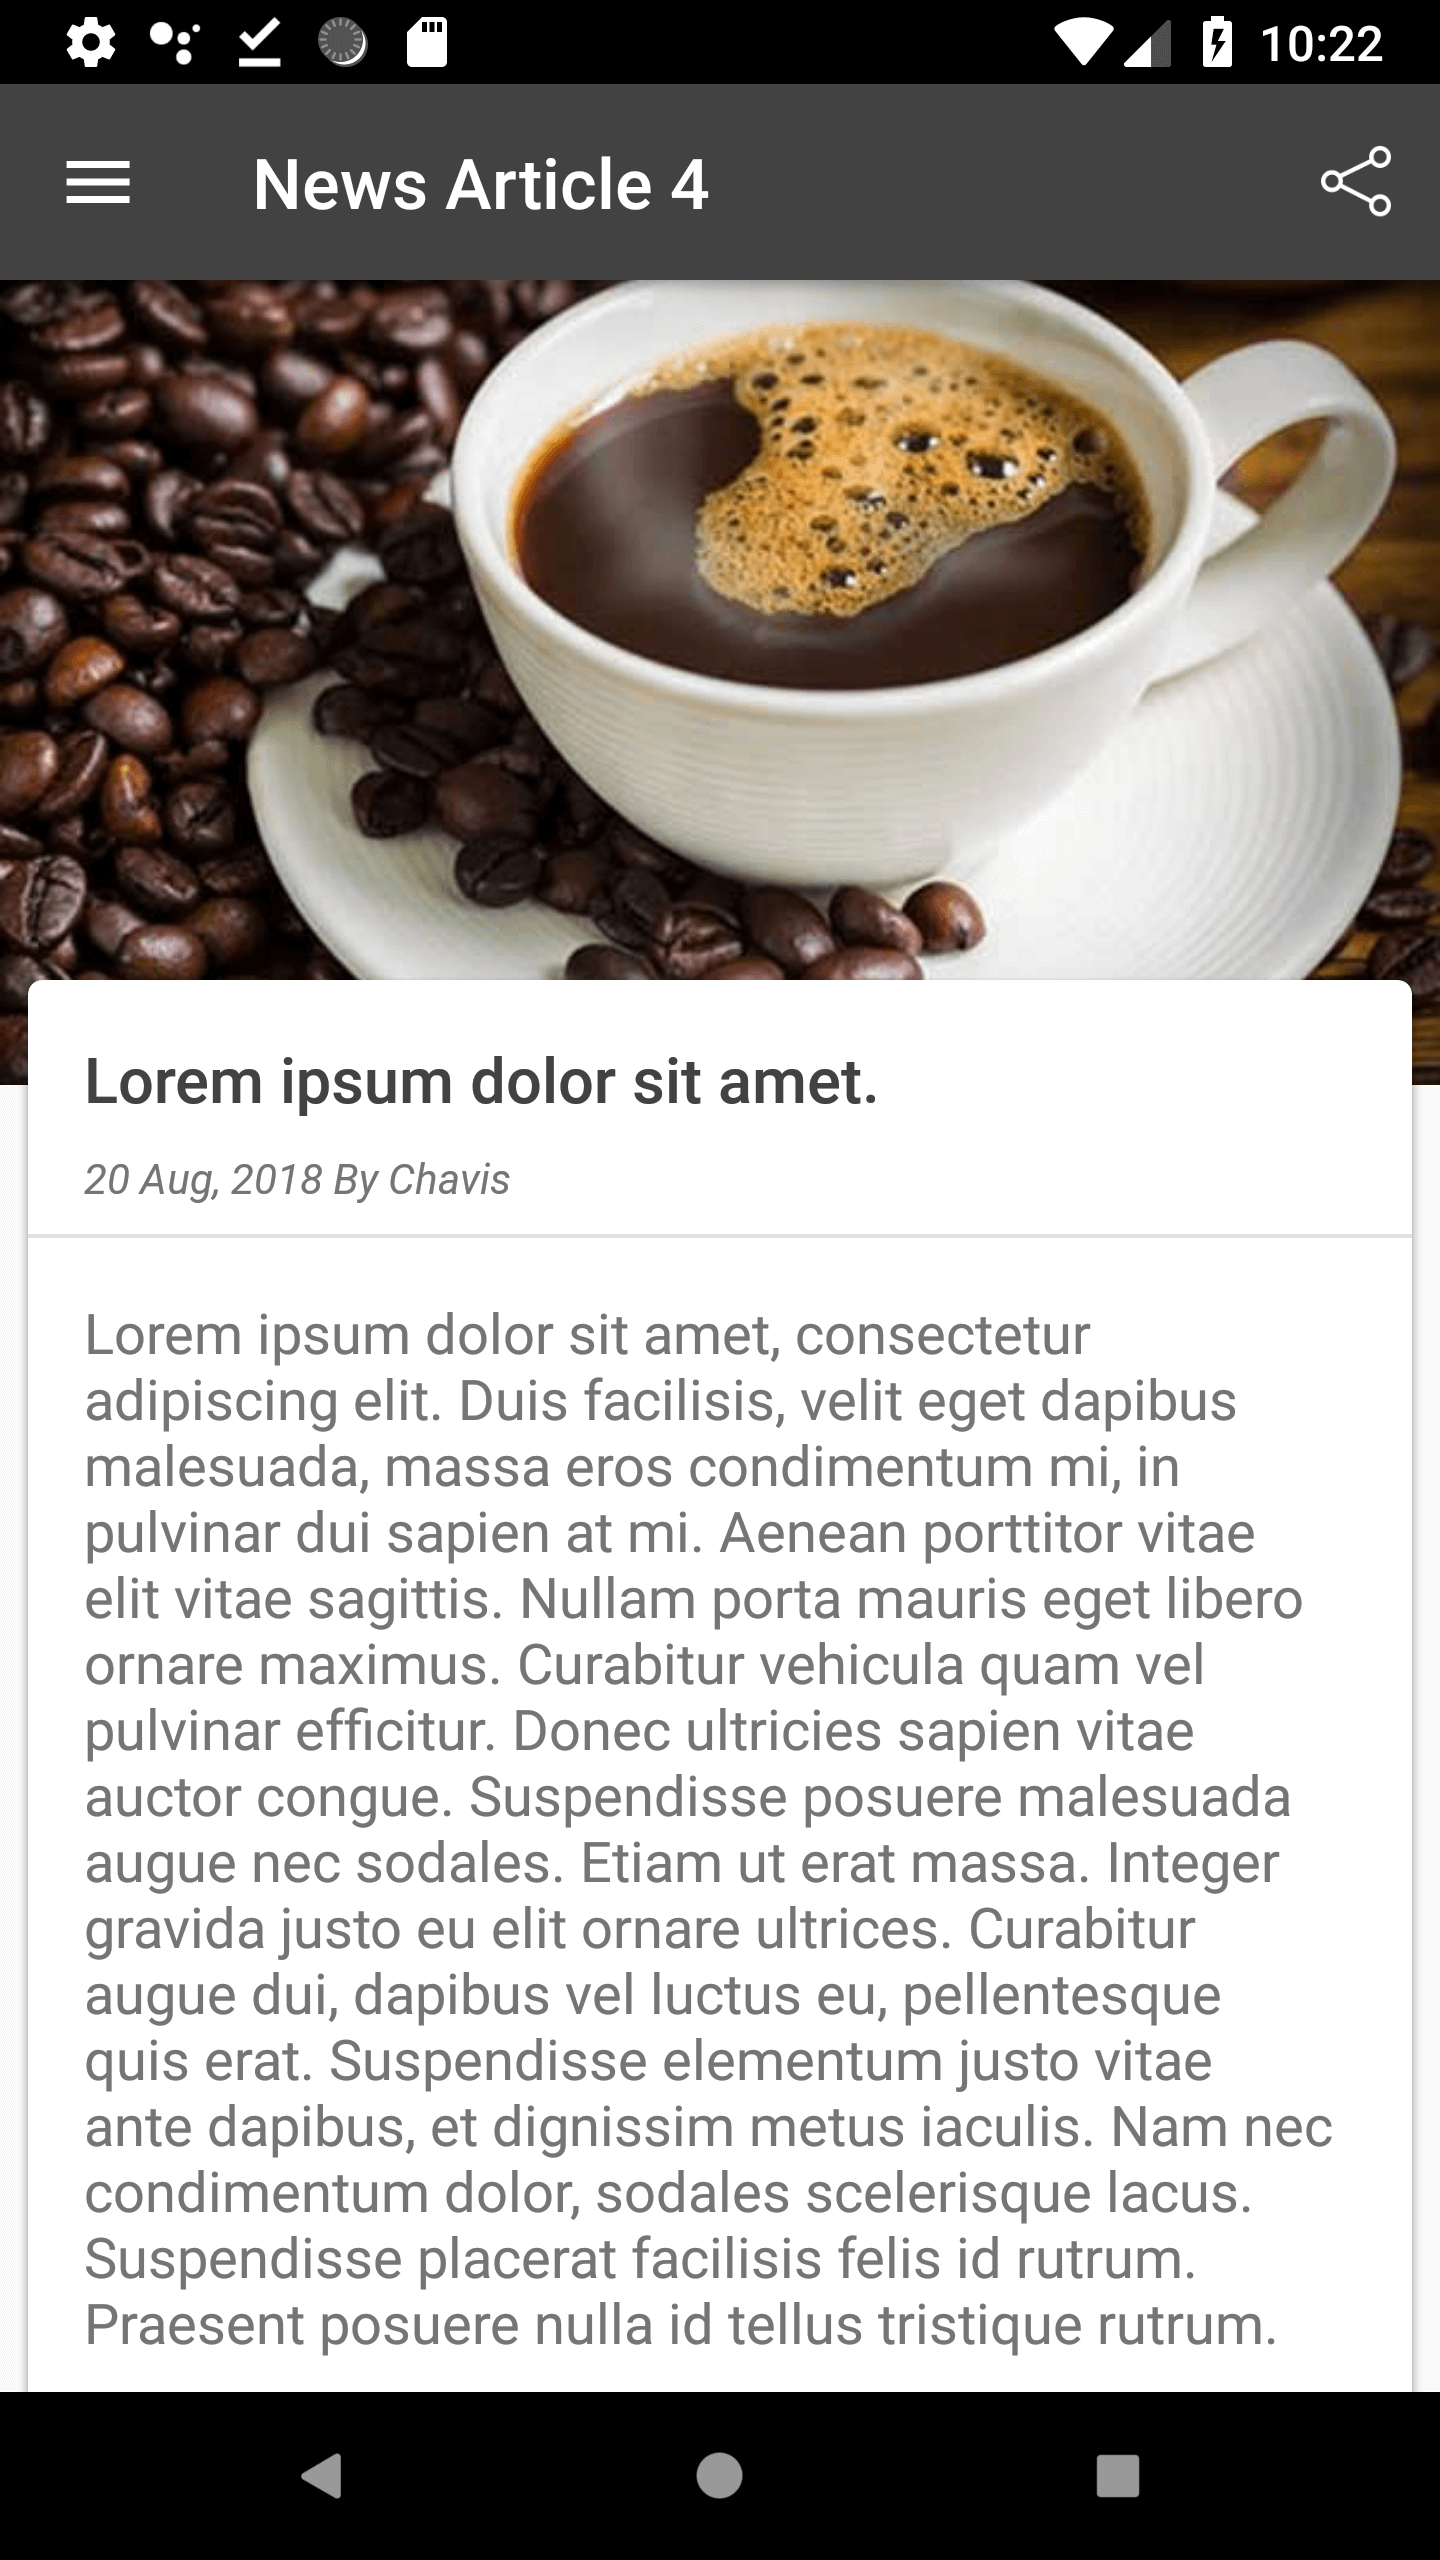 10:22
News Article 4
Lorem ipsum dolor sit amet.
20 Aug, 2018 By Chavis
Lorem ipsum dolor sit amet, consectetur
adipiscing elit. Duis facilisis, velit eget dapibus
malesuada, massa eros condimentum mi, in
pulvinar dui sapien at mi. Aenean porttitor vitae
elit vitae sagittis. Nullam porta mauris eget libero
ornare maximus. Curabitur vehicula quam vel
pulvinar efficitur. Donec ultricies sapien vitae
auctor congue. Suspendisse posuere malesuada
augue nec sodales. Etiam ut erat massa. Integer
gravida justo eu elit ornare ultrices. Curabitur
augue dui, dapibus vel luctus eu, pellentesque
quis erat. Suspendisse elementum justo vitae
ante dapibus, et dignissim metus iaculis. Nam nec
condimentum dolor, sodales scelerisque lacus.
Suspendisse placerat facilisis felis id rutrum.
Praesent posuere nulla id tellus tristique rutrum.